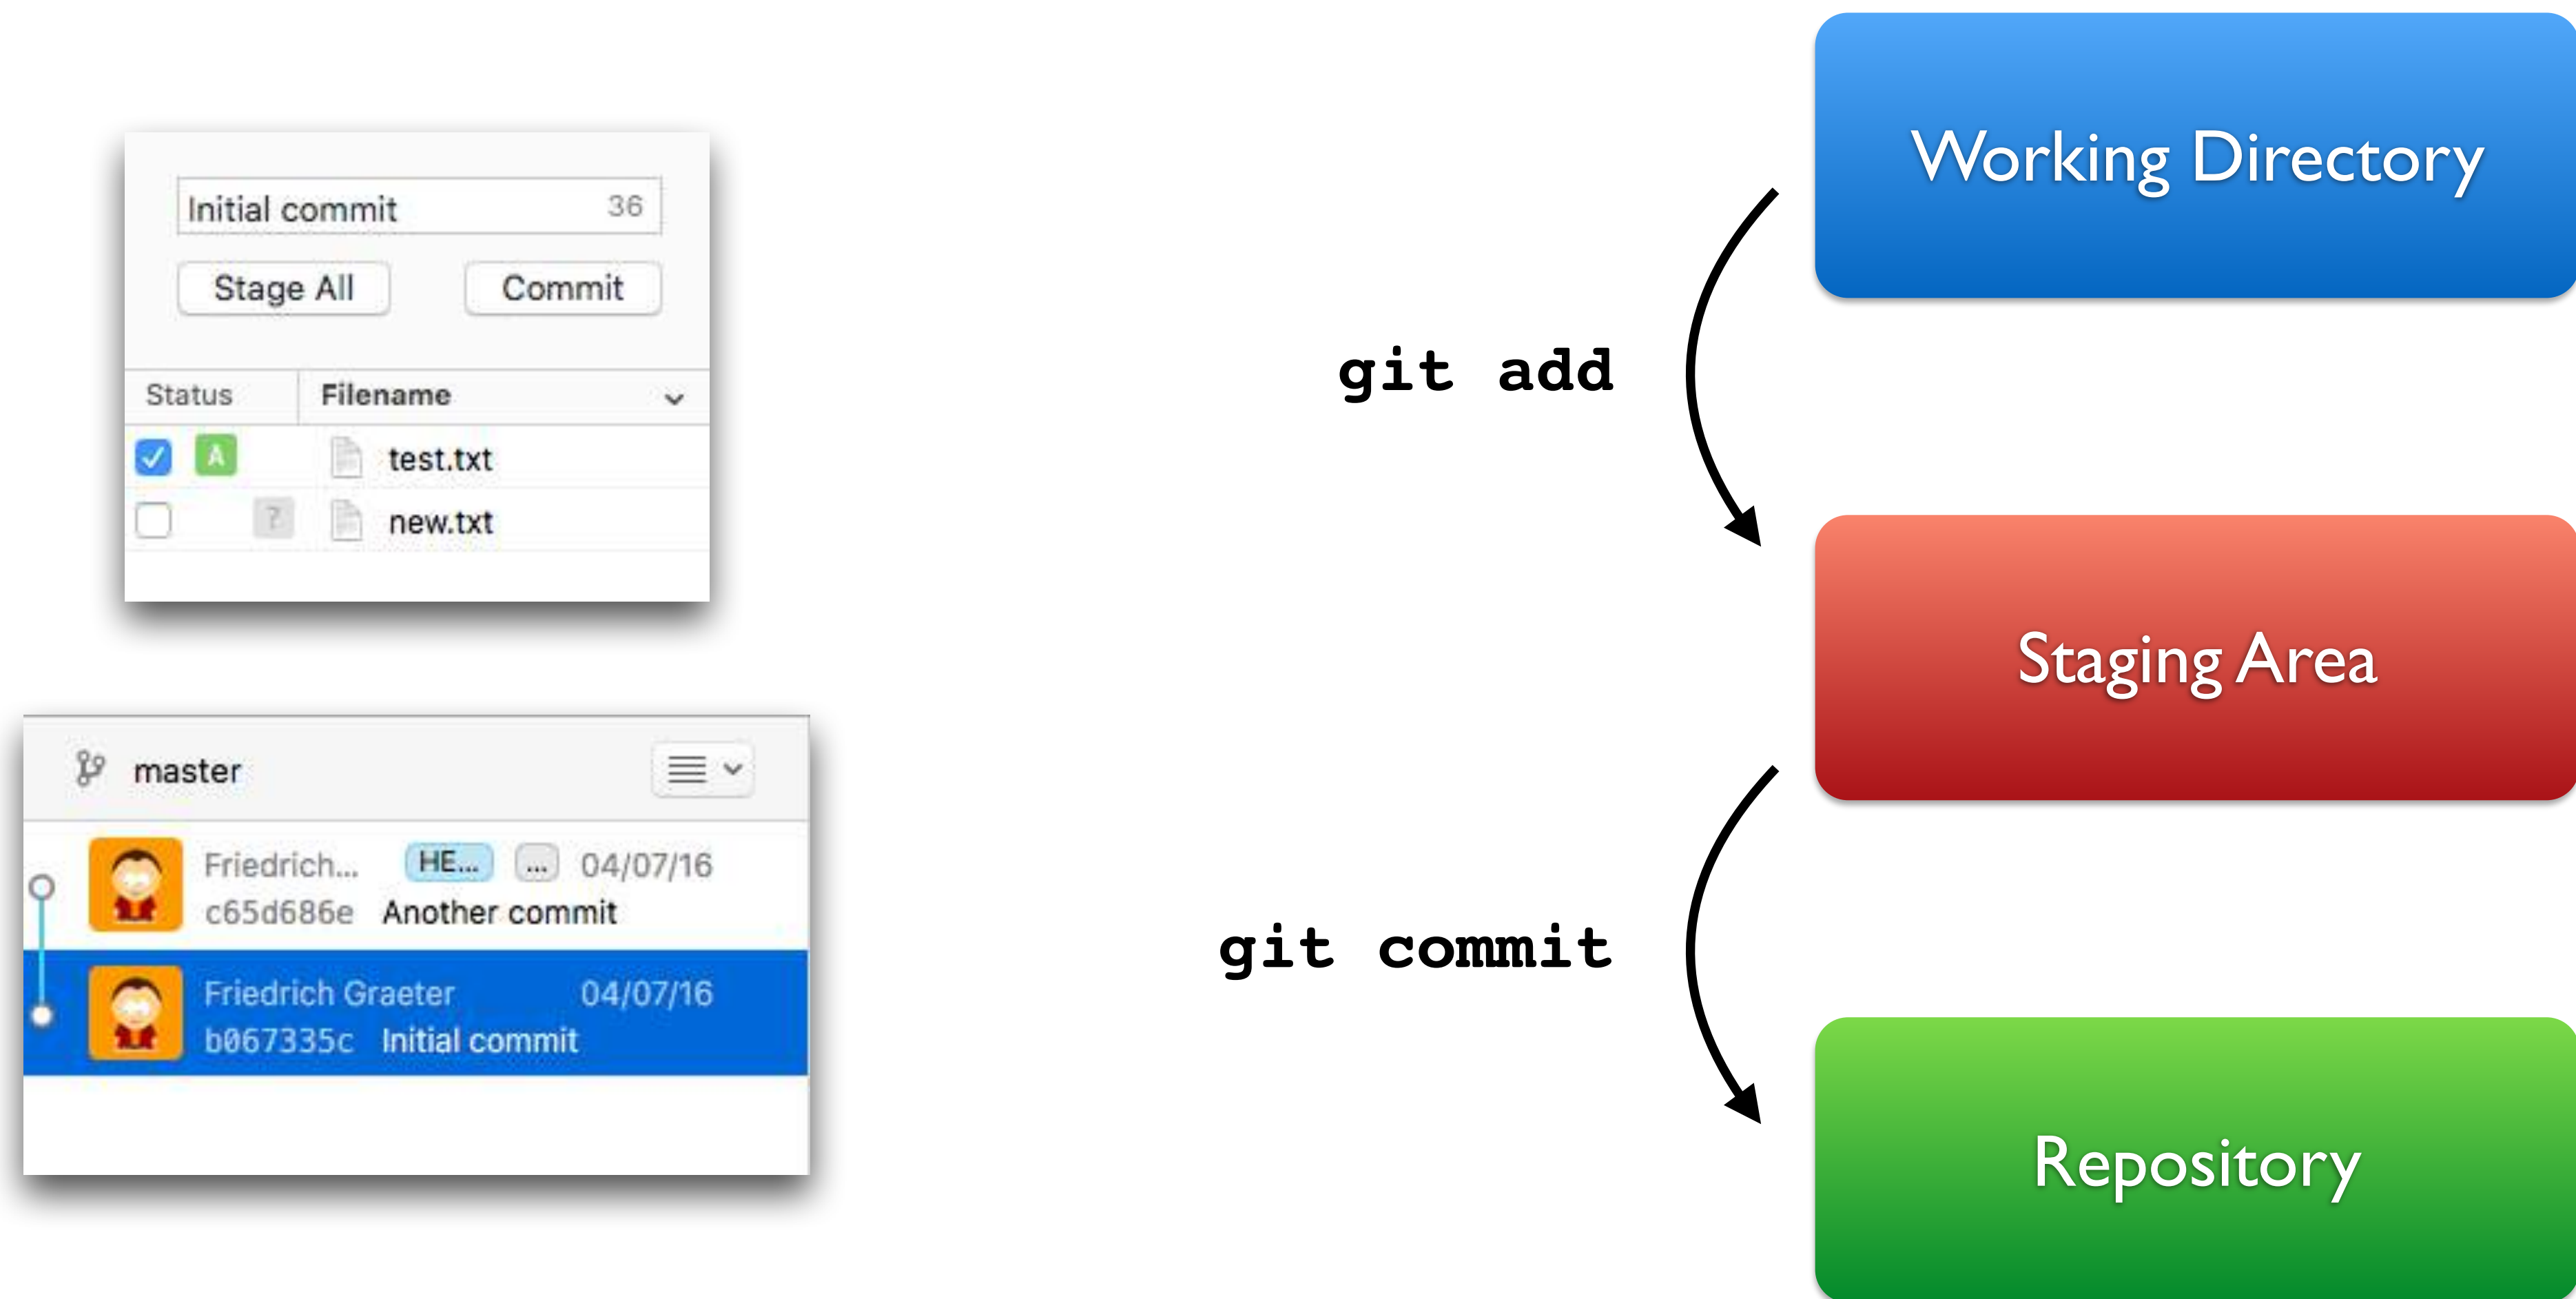 Initial commit 36
Stage All Commit
Status Filename
A test.txt
? new.txt
master
Friedrich... HE... ... 04/07/16
c65d686e Another commit
Friedrich Graeter 04/07/16
b067335c Initial commit
Working Directory
git add
Staging Area
git commit
Repository